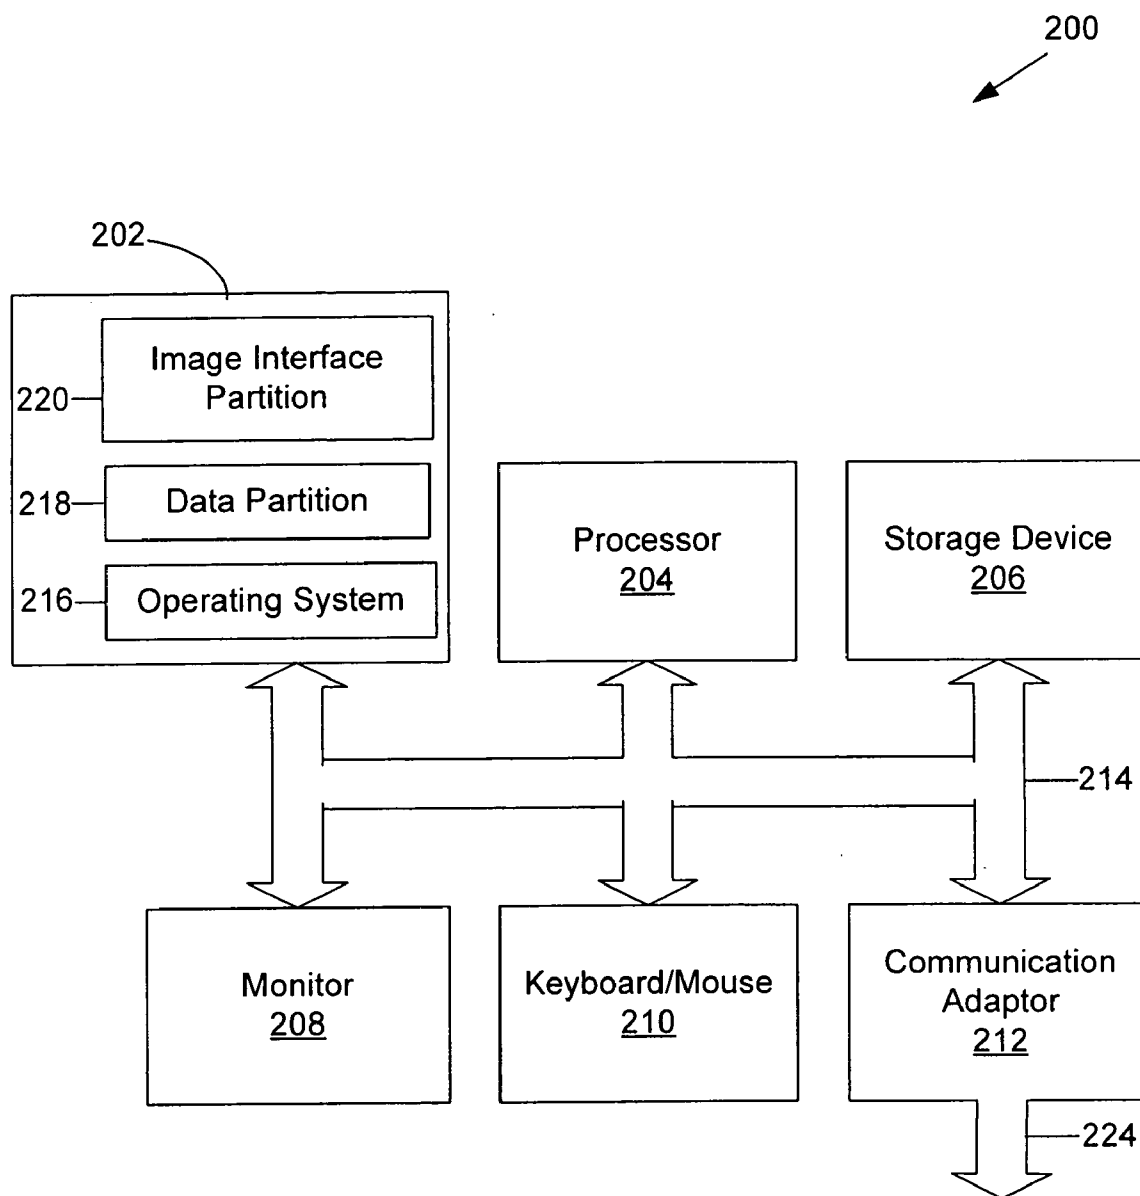 200
202
Image Interface
Partition
220
218
Data Partition
216
Operating System
Processor
204
Storage Device
206
214
Monitor
208
Keyboard/Mouse
210
Communication
Adaptor
212
224